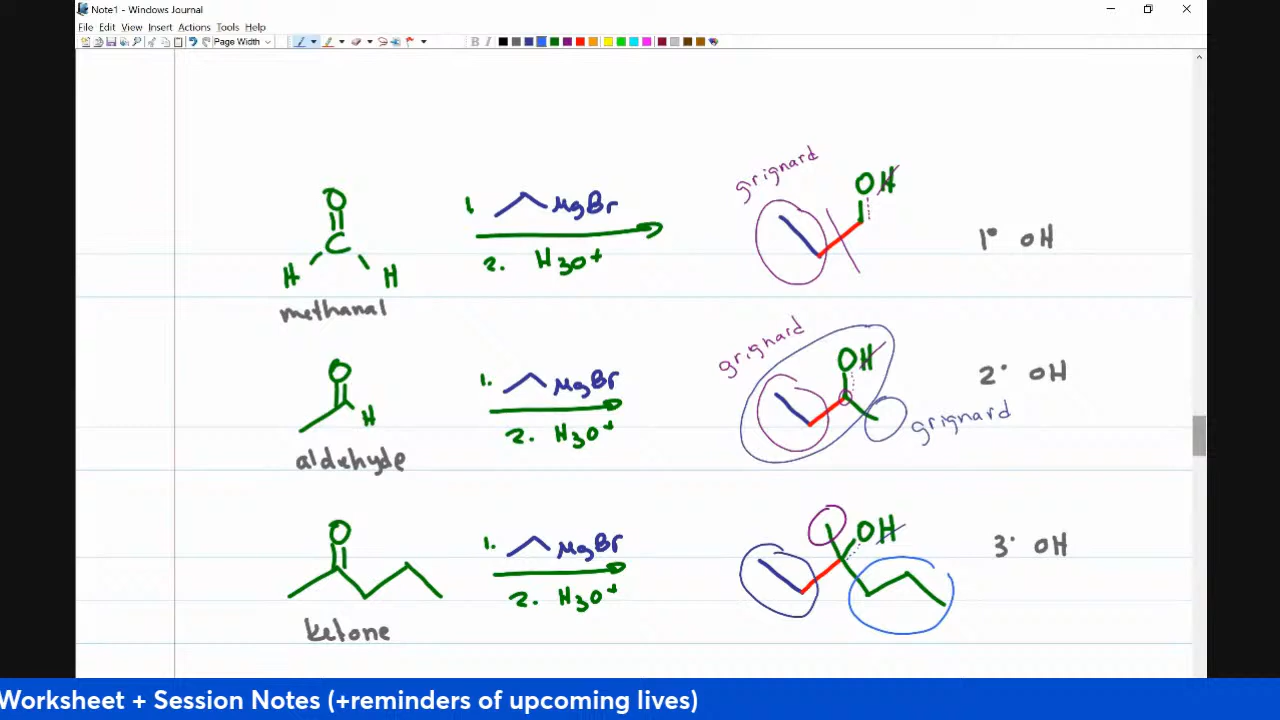 Note1 - Windows Journal
File Edit View Insert Actions Tools Help
Page Width
B I
grignard
O
C
H H
methanal
1. MgBr
2. H3O+
OH
1° OH
grignard
O
H
aldehyde
1. MgBr
2. H3O+
OH
grignard
2° OH
O
ketone
1. MgBr
2. H3O+
OH
3° OH
Worksheet + Session Notes (+reminders of upcoming lives)